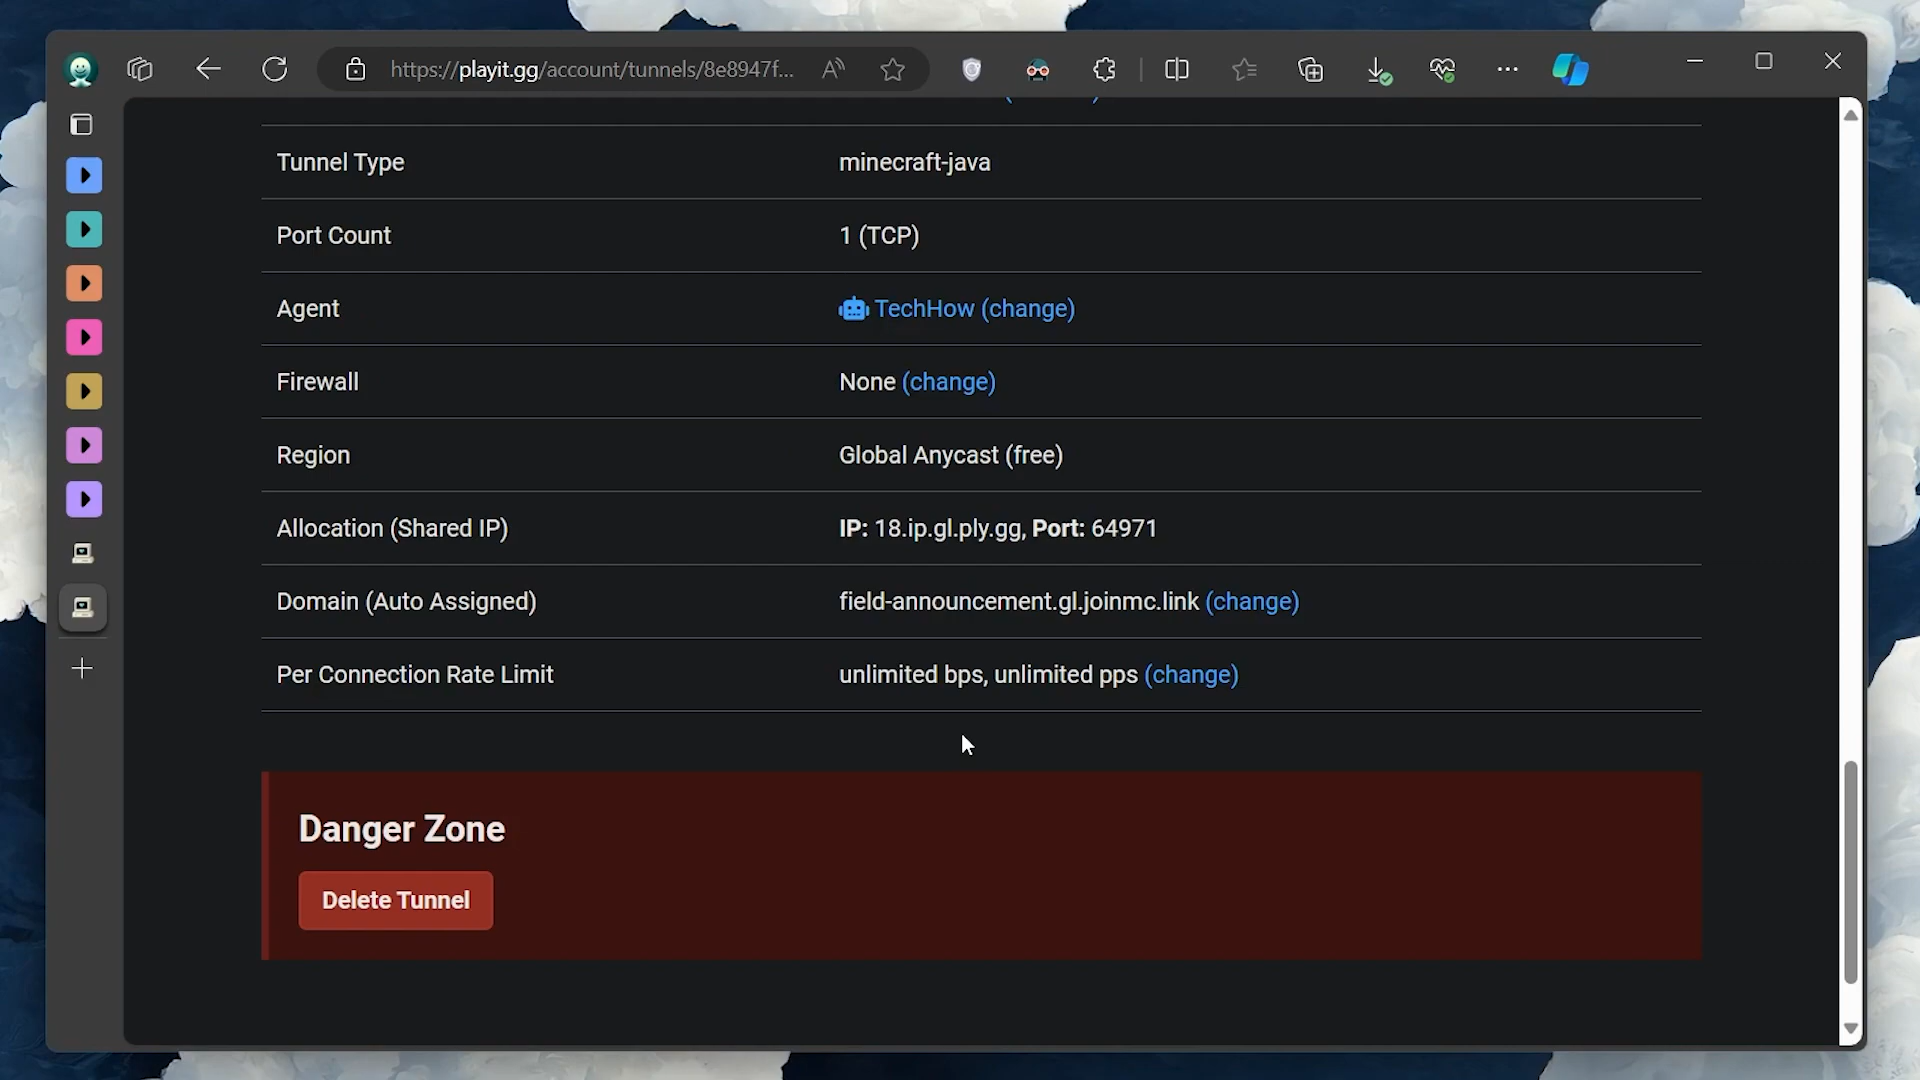 https://playit.gg/account/tunnels/8e8947f...
Tunnel Type minecraft-java
Port Count 1 (TCP)
Agent TechHow (change)
Firewall None (change)
Region Global Anycast (free)
Allocation (Shared IP) IP: 18.ip.gl.ply.gg, Port: 64971
Domain (Auto Assigned) field-announcement.gl.joinmc.link (change)
Per Connection Rate Limit unlimited bps, unlimited pps (change)
Danger Zone
Delete Tunnel